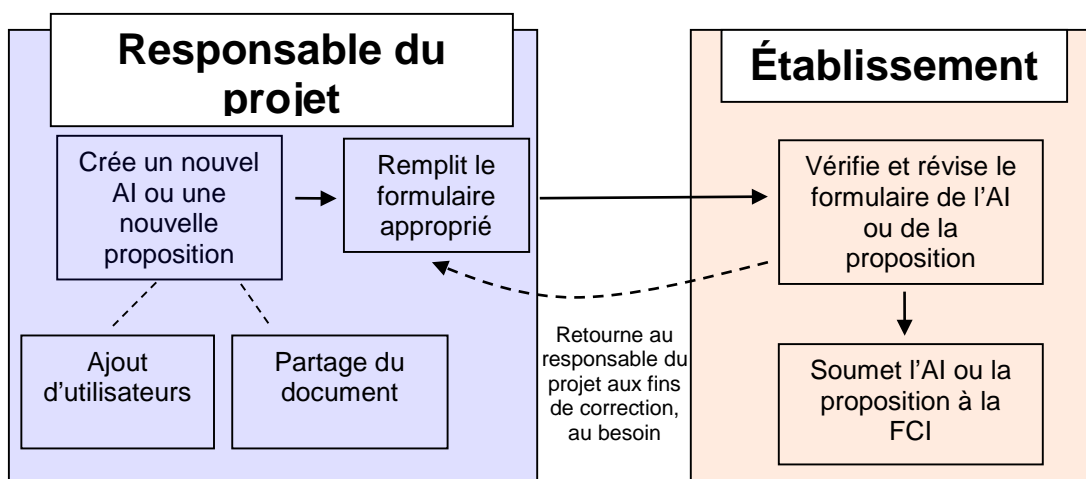 Responsable du
projet
Crée un nouvel
AI ou une
nouvelle
proposition
Remplit le
formulaire
approprié
Ajout
d’utilisateurs
Partage du
document
Retourne au
responsable du
projet aux fins
de correction,
au besoin
Établissement
Vérifie et révise le
formulaire de l’AI
ou de la
proposition
Soumet l’AI ou la
proposition à la
FCI